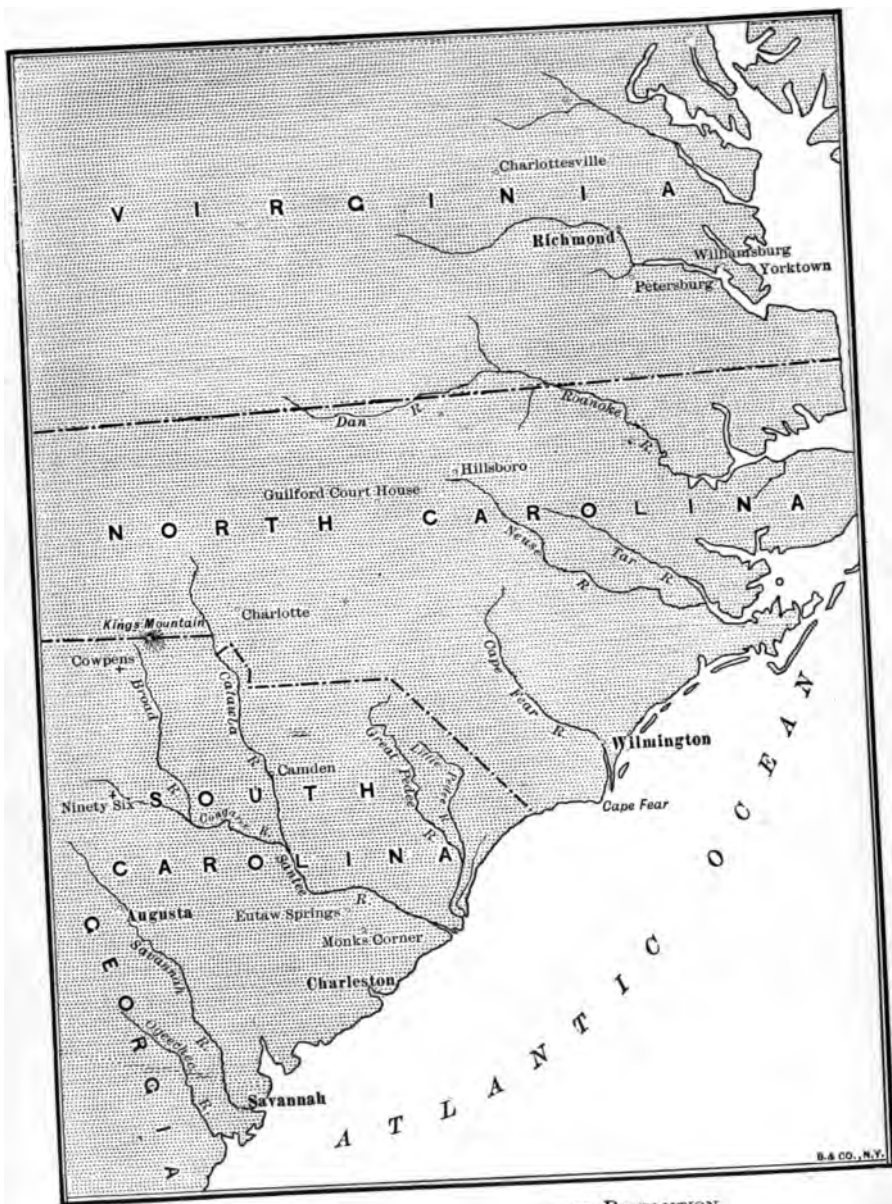 Charlottesville
VIRGINIA
Richmond
Williamsburg
Yorktown
Petersburg
Dan R.
Roanoke R.
Hillsboro
Guilford Court House
NORTH CAROLINA
Neuse R.
Tar R.
Kings Mountain
Charlotte
Cowpens
Broad R.
Catawba R.
Cape Fear R.
Wilmington
Cape Fear
Great Pedee R.
Little Pedee R.
Camden
Ninety Six
SOUTH CAROLINA
Congaree R.
Santee R.
Augusta
Eutaw Springs
Monks Corner
Charleston
GEORGIA
Savannah R.
Ogeechee R.
Savannah
ATLANTIC OCEAN
B. & CO., N.Y.